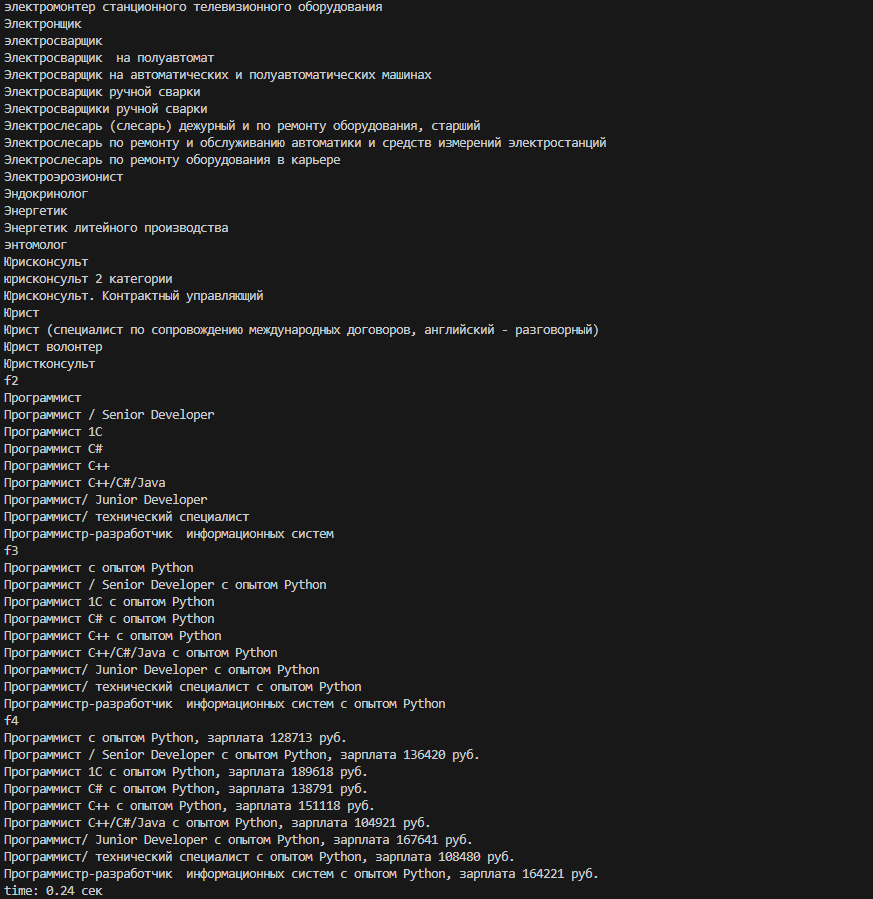 электромонтер станционного телевизионного оборудования
Электронщик
электросварщик
Электросварщик  на полуавтомат
Электросварщик на автоматических и полуавтоматических машинах
Электросварщик ручной сварки
Электросварщики ручной сварки
Электрослесарь (слесарь) дежурный и по ремонту оборудования, старший
Электрослесарь по ремонту и обслуживанию автоматики и средств измерений электростанций
Электрослесарь по ремонту оборудования в карьере
Электроэрозионист
Эндокринолог
Энергетик
Энергетик литейного производства
энтомолог
Юрисконсульт
юрисконсульт 2 категории
Юрисконсульт. Контрактный управляющий
Юрист
Юрист (специалист по сопровождению международных договоров, английский - разговорный)
Юрист волонтер
Юристконсульт
f2
Программист
Программист / Senior Developer
Программист 1C
Программист C#
Программист C++
Программист C++/C#/Java
Программист/ Junior Developer
Программист/ технический специалист
Программистр-разработчик  информационных систем
f3
Программист с опытом Python
Программист / Senior Developer с опытом Python
Программист 1C с опытом Python
Программист C# с опытом Python
Программист C++ с опытом Python
Программист C++/C#/Java с опытом Python
Программист/ Junior Developer с опытом Python
Программист/ технический специалист с опытом Python
Программистр-разработчик  информационных систем с опытом Python
f4
Программист с опытом Python, зарплата 128713 руб.
Программист / Senior Developer с опытом Python, зарплата 136420 руб.
Программист 1C с опытом Python, зарплата 189618 руб.
Программист C# с опытом Python, зарплата 138791 руб.
Программист C++ с опытом Python, зарплата 151118 руб.
Программист C++/C#/Java с опытом Python, зарплата 104921 руб.
Программист/ Junior Developer с опытом Python, зарплата 167641 руб.
Программист/ технический специалист с опытом Python, зарплата 108480 руб.
Программистр-разработчик  информационных систем с опытом Python, зарплата 164221 руб.
time: 0.24 сек